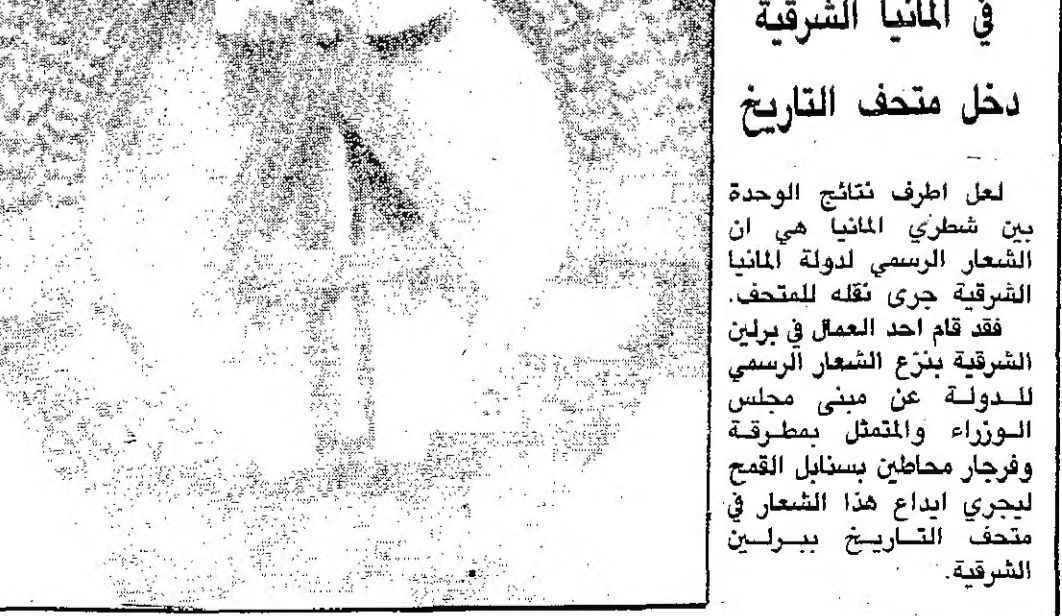 في المانيا الشرقية
دخل متحف التاريخ
لعل اطرف نتائج الوحدة
بين شطري المانيا هي ان
الشعار الرسمي لدولة المانيا
الشرقية جرى نقله للمتحف.
فقد قام احد العمال في برلين
الشرقية بنزع الشعار الرسمي
للدولة عن مبنى مجلس
الوزراء والمتمثل بمطرقة
وفرجار محاطين بسنابل القمح
ليجري ايداع هذا الشعار في
متحف التاريخ ببرلين
الشرقية.